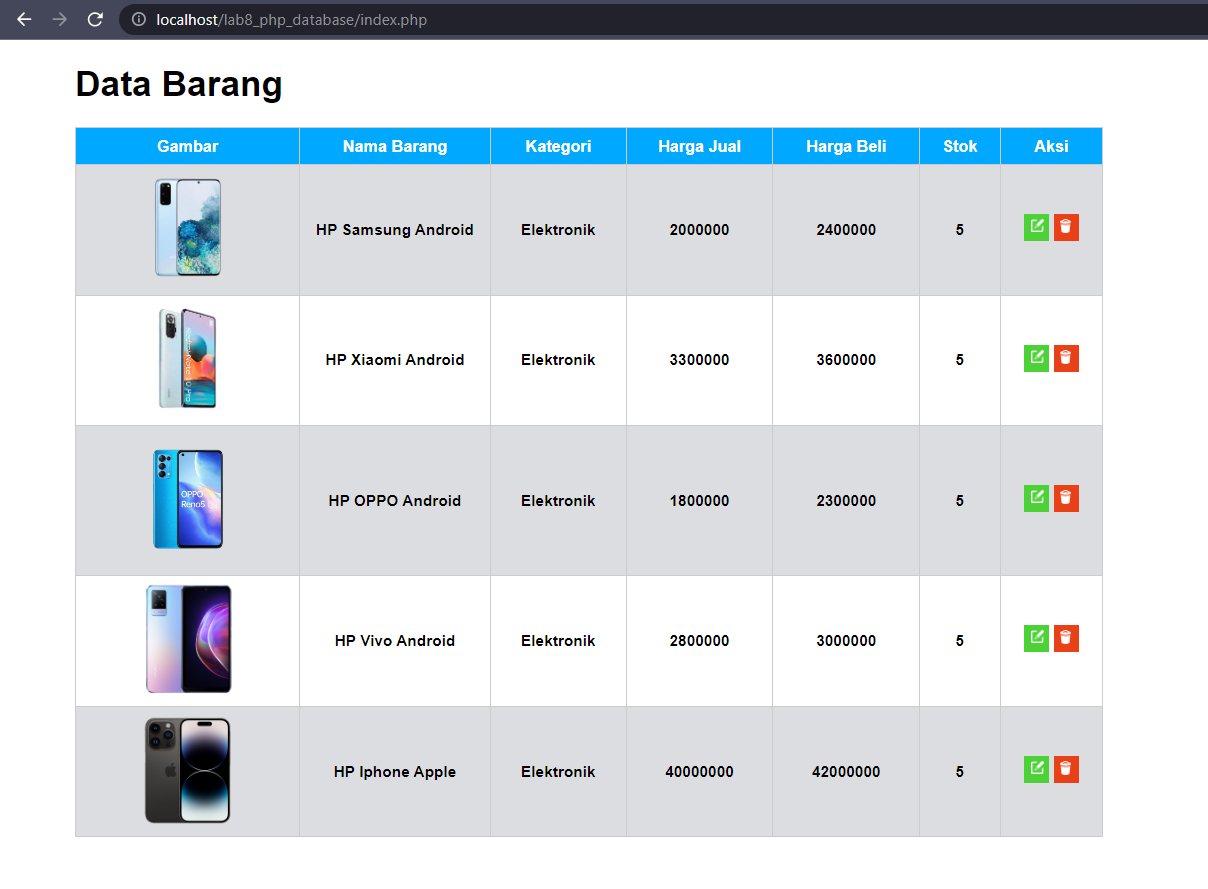 localhost/lab8_php_database/index.php
Data Barang
Gambar Nama Barang Kategori Harga Jual Harga Beli Stok Aksi
HP Samsung Android Elektronik 2000000 2400000 5
HP Xiaomi Android Elektronik 3300000 3600000 5
OPPO
Reno5
HP OPPO Android Elektronik 1800000 2300000 5
HP Vivo Android Elektronik 2800000 3000000 5
HP Iphone Apple Elektronik 40000000 42000000 5